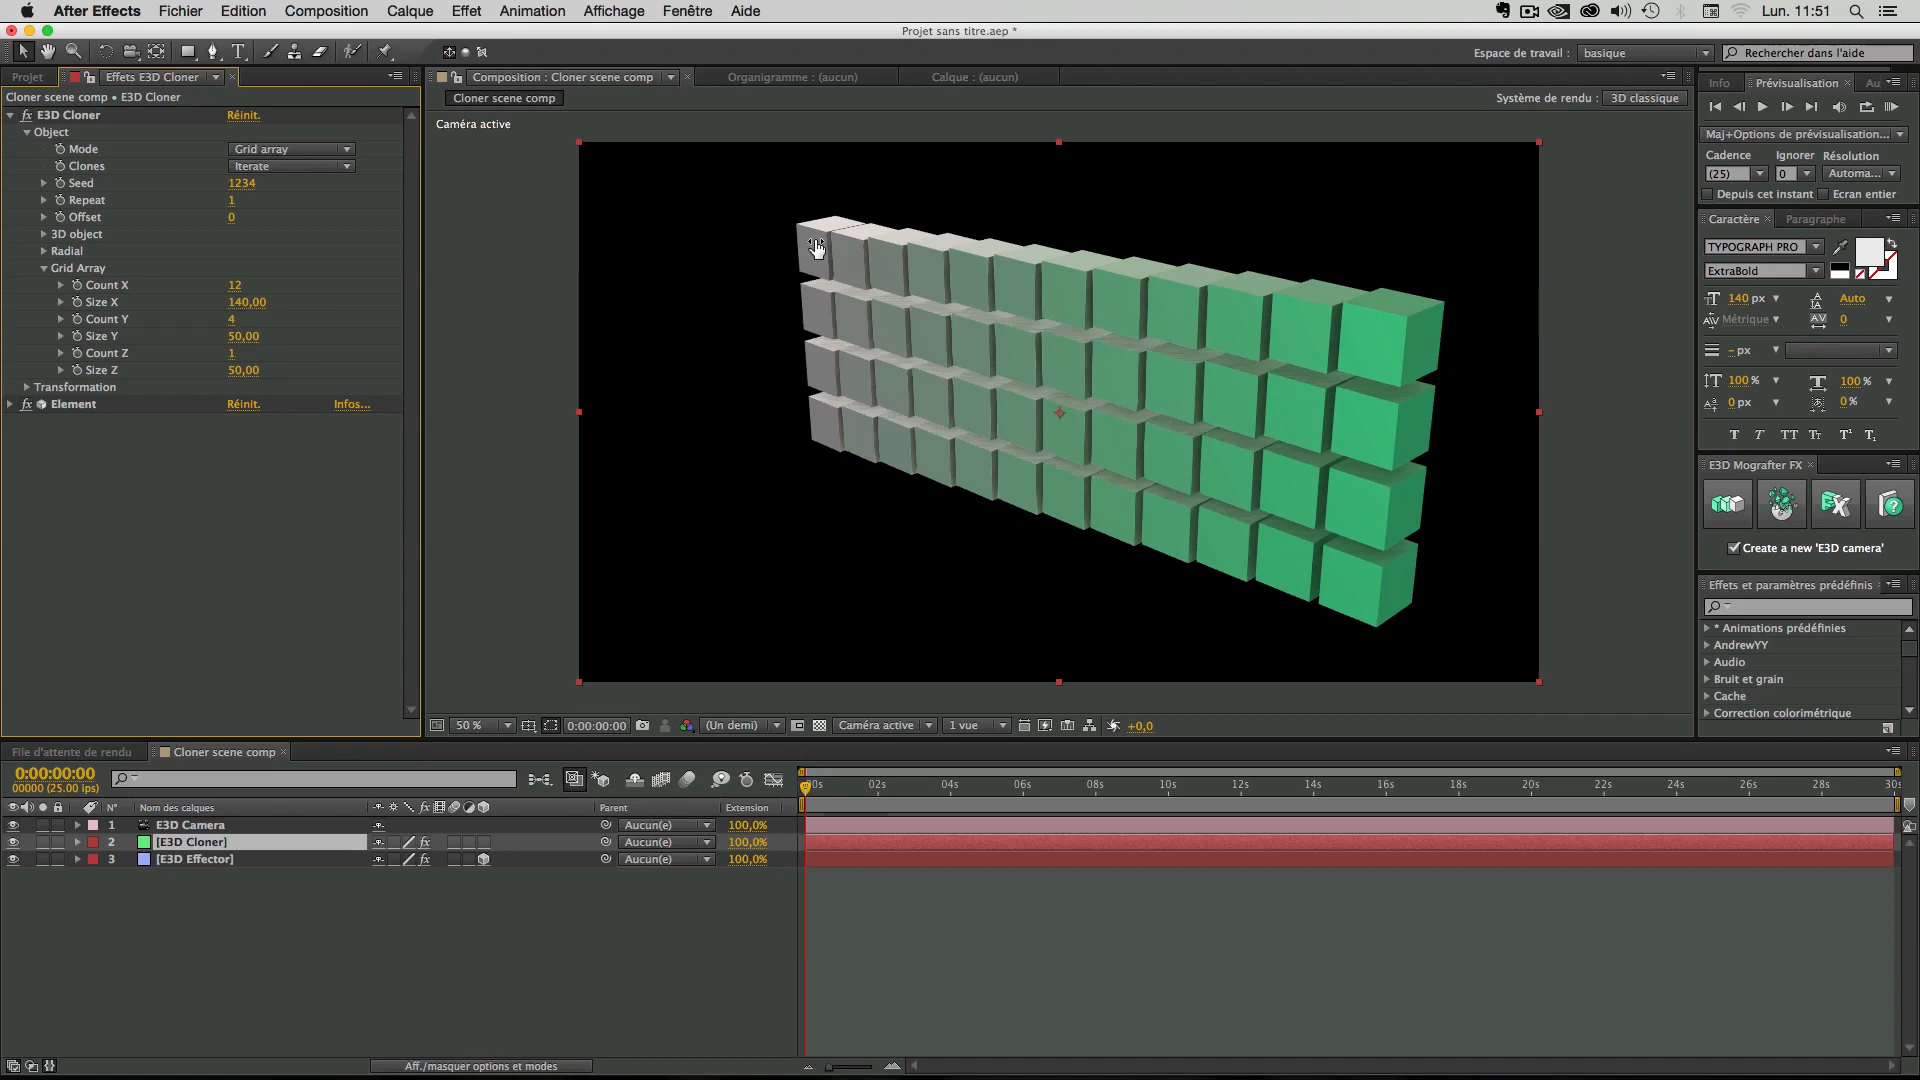 After Effects Fichier Edition Composition Calque Effet Animation Affichage Fenêtre Aide Lun. 11:51
Projet sans titre.aep *
Espace de travail : basique Rechercher dans l'aide
Projet Effets E3D Cloner × Composition : Cloner scene comp × Organigramme : (aucun) Calque : (aucun)
Cloner scene comp • E3D Cloner
Cloner scene comp Système de rendu : 3D classique
fx E3D Cloner Réinit.
Object
Mode Grid array
Clones Iterate
Seed 1234
Repeat 1
Offset 0
3D object
Radial
Grid Array
Count X 12
Size X 140,00
Count Y 4
Size Y 50,00
Count Z 1
Size Z 50,00
Transformation
fx Element Réinit. Infos...
Caméra active
50 % 0:00:00:00 (Un demi) Caméra active 1 vue +0,0
Info Prévisualisation × Au
Maj+Options de prévisualisation...
Cadence Ignorer Résolution
(25) 0 Automa...
Depuis cet instant Ecran entier
Caractère × Paragraphe
TYPOGRAPH PRO
ExtraBold
140 px Auto
Métrique 0
– px
100 % 100 %
0 px 0 %
T T TT Tт T¹ T₁
E3D Mografter FX ×
Create a new 'E3D camera'
Effets et paramètres prédéfinis
* Animations prédéfinies
AndrewYY
Audio
Bruit et grain
Cache
Correction colorimétrique
File d'attente de rendu Cloner scene comp ×
0:00:00:00
00000 (25.00 ips)
00s 02s 04s 06s 08s 10s 12s 14s 16s 18s 20s 22s 24s 26s 28s 30s
N° Nom des calques fx Parent Extension
1 E3D Camera Aucun(e) 100,0%
2 [E3D Cloner] fx Aucun(e) 100,0%
3 [E3D Effector] fx Aucun(e) 100,0%
Aff./masquer options et modes